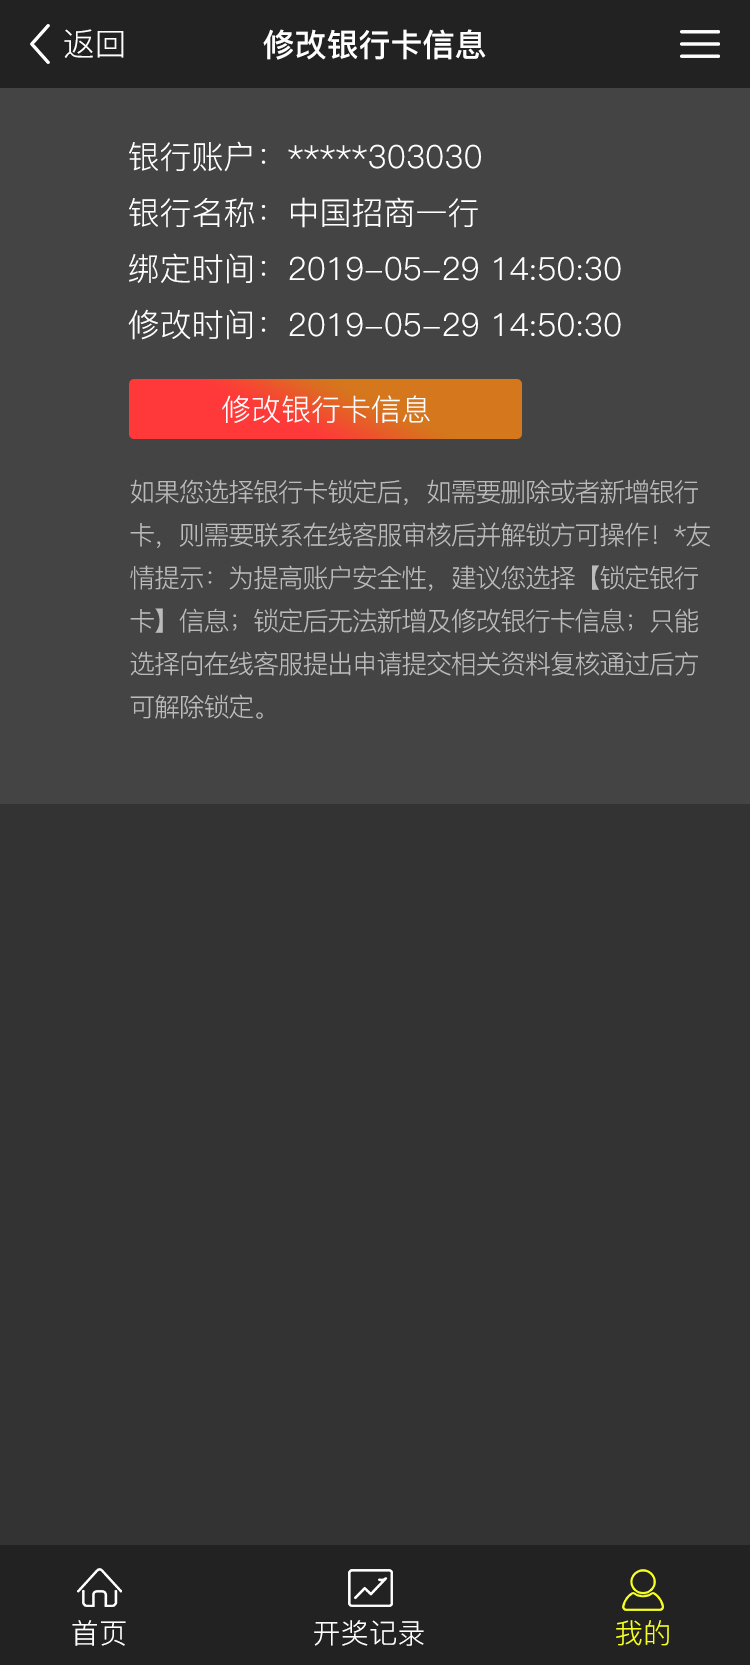 返回
修改银行卡信息
银行账户：*****303030
银行名称：中国招商一行
绑定时间：2019-05-29 14:50:30
修改时间：2019-05-29 14:50:30
修改银行卡信息
如果您选择银行卡锁定后，如需要删除或者新增银行
卡，则需要联系在线客服审核后并解锁方可操作！*友
情提示：为提高账户安全性，建议您选择【锁定银行
卡】信息；锁定后无法新增及修改银行卡信息；只能
选择向在线客服提出申请提交相关资料复核通过后方
可解除锁定。
首页
开奖记录
我的